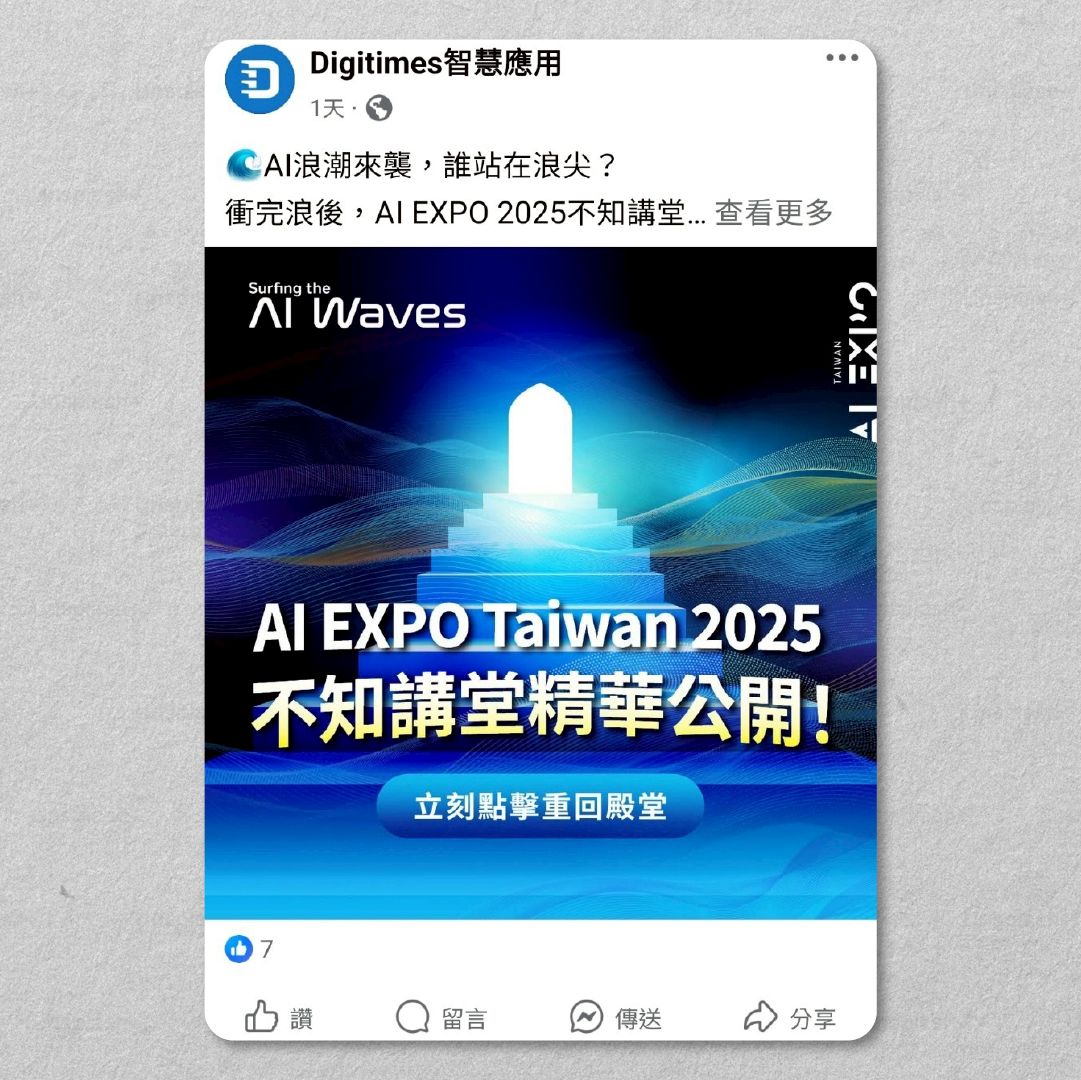 Digitimes智慧應用
1天 ·
AI浪潮來襲，誰站在浪尖？
衝完浪後，AI EXPO 2025不知講堂... 查看更多
Surfing the
AI Waves
TAIWAN
AI EXPO Taiwan 2025
不知講堂精華公開！
立刻點擊重回殿堂
7
讚
留言
傳送
分享